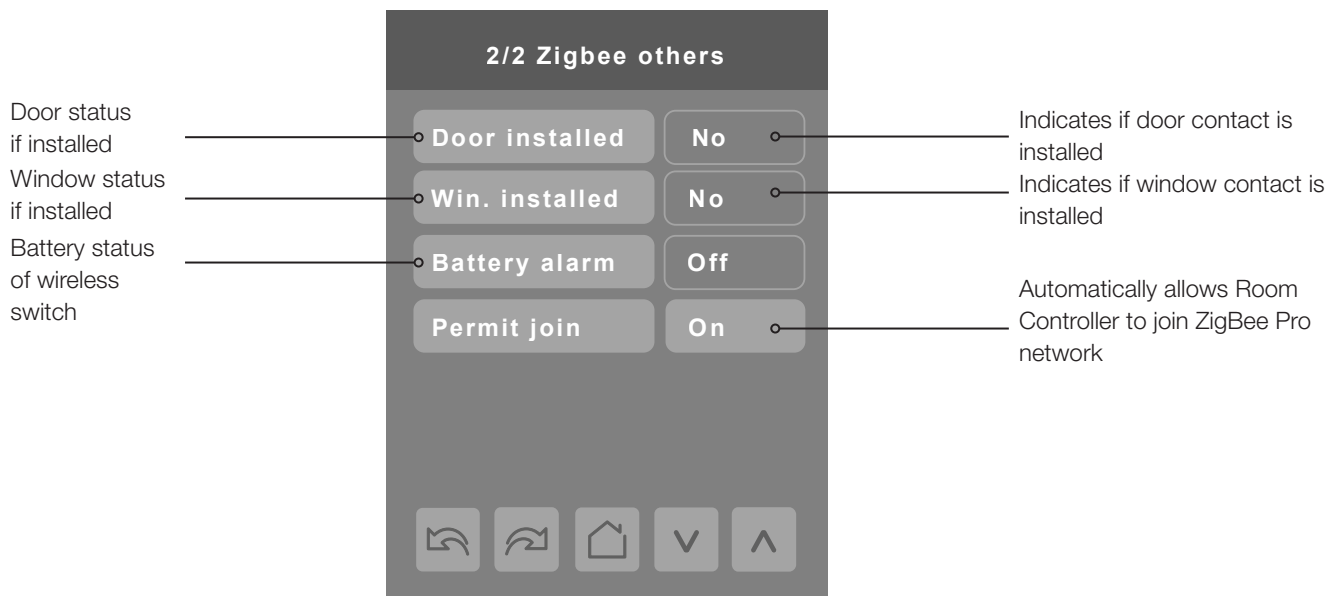 2/2 Zigbee others
Door status
if installed
Window status
if installed
Battery status
of wireless
switch
Door installed
No
Win. installed
No
Battery alarm
Off
Permit join
On
Indicates if door contact is
installed
Indicates if window contact is
installed
Automatically allows Room
Controller to join ZigBee Pro
network